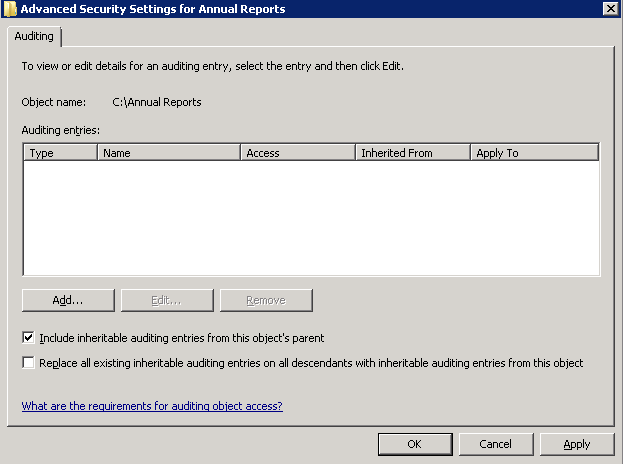 Advanced Security Settings for Annual Reports
Auditing
To view or edit details for an auditing entry, select the entry and then click Edit.
Object name: C:\Annual Reports
Auditing entries:
Type Name Access Inherited From Apply To
Add... Edit... Remove
Include inheritable auditing entries from this object's parent
Replace all existing inheritable auditing entries on all descendants with inheritable auditing entries from this object
What are the requirements for auditing object access?
OK Cancel Apply